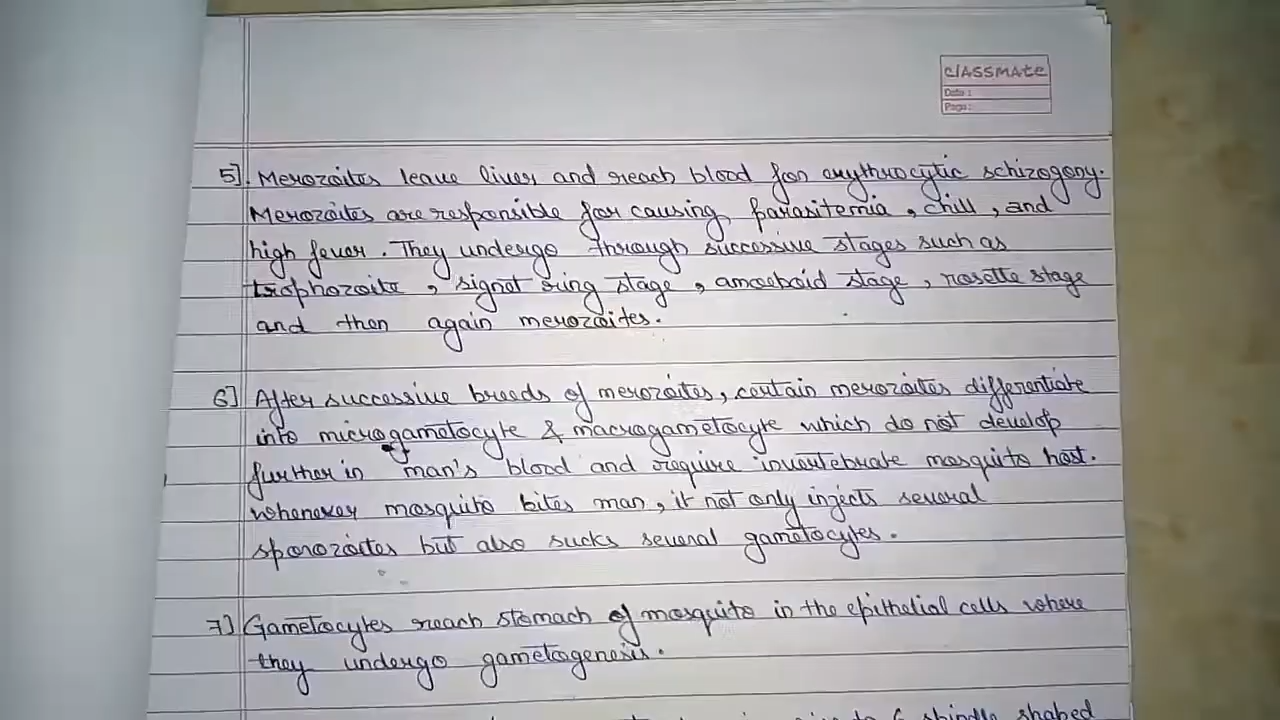 classmate
Date :
Page :
5] Merozoites leave liver and reach blood for erythrocytic schizogony.
Merozoites are responsible for causing parasitemia, chill, and
high fever. They undergo through successive stages such as
trophozoite, signet ring stage, amoeboid stage, rosette stage
and then again merozoites.
6] After successive breeds of merozoites, certain merozoites differentiate
into microgametocyte & macrogametocyte which do not develop
further in man's blood and require invertebrate mosquito host.
whenever mosquito bites man, it not only injects several
sporozoites but also sucks several gametocytes.
7] Gametocytes reach stomach of mosquito in the epithelial cells where
they undergo gametogenesis.
to 6 spindle shaped